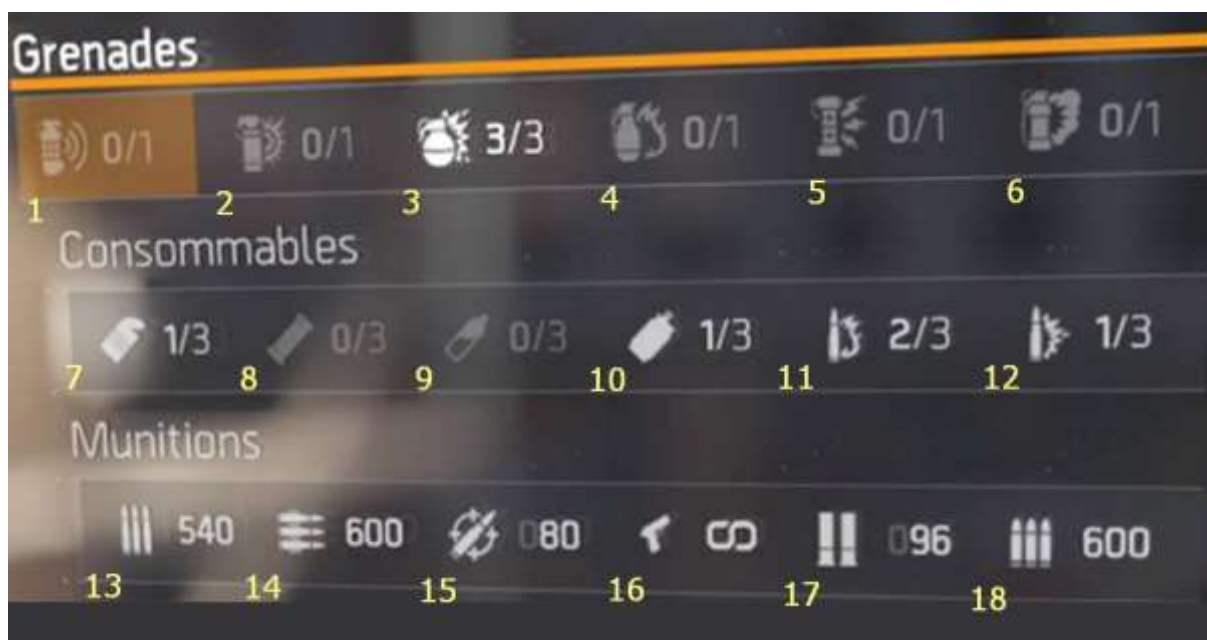 Grenades
0/1 0/1 3/3 0/1 0/1 0/1
1 2 3 4 5 6
Consommables
1/3 0/3 0/3 1/3 2/3 1/3
7 8 9 10 11 12
Munitions
540 600 080 ∞ 096 600
13 14 15 16 17 18